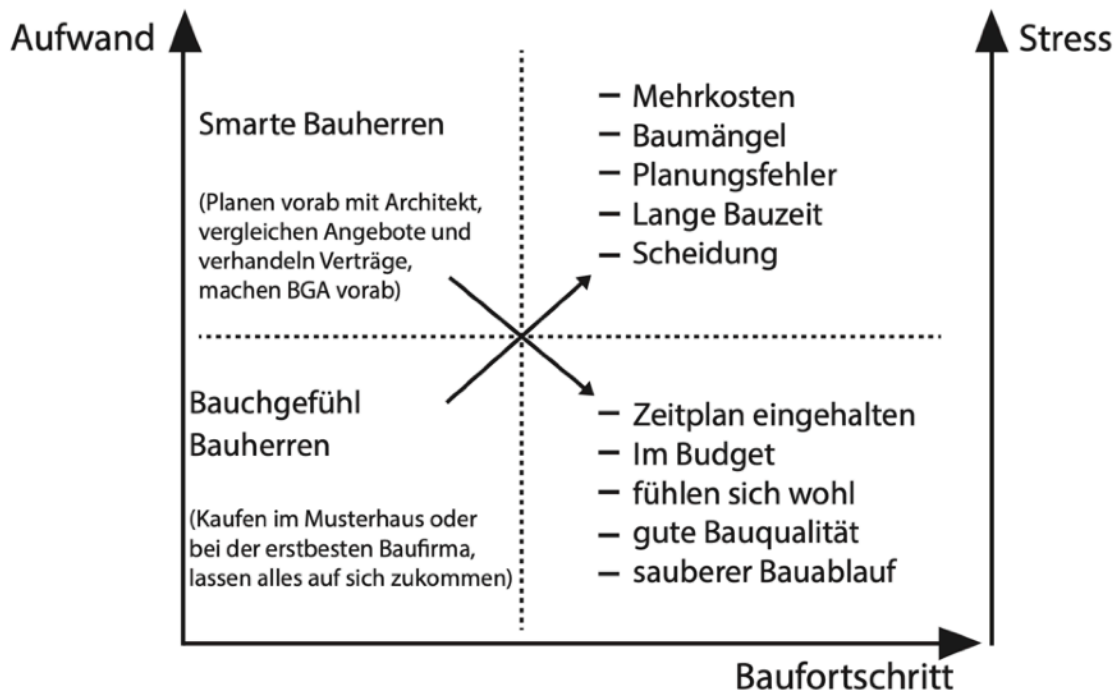 Aufwand
Stress
Smarte Bauherren
(Planen vorab mit Architekt,
vergleichen Angebote und
verhandeln Verträge,
machen BGA vorab)
– Mehrkosten
– Baumängel
– Planungsfehler
– Lange Bauzeit
– Scheidung
Bauchgefühl
Bauherren
(Kaufen im Musterhaus oder
bei der erstbesten Baufirma,
lassen alles auf sich zukommen)
– Zeitplan eingehalten
– Im Budget
– fühlen sich wohl
– gute Bauqualität
– sauberer Bauablauf
Baufortschritt